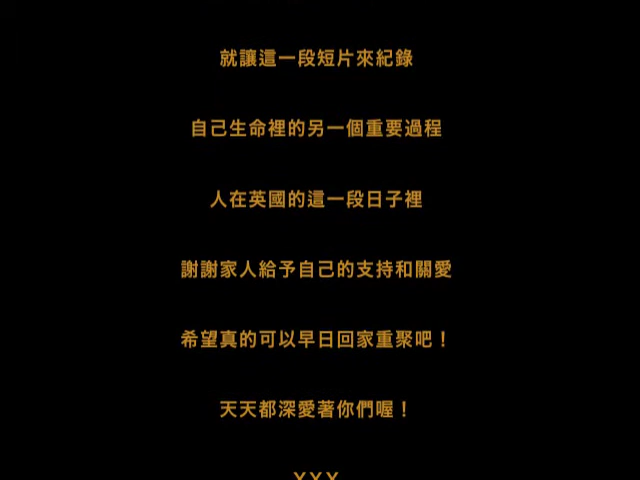 就讓這一段短片來紀錄
自己生命裡的另一個重要過程
人在英國的這一段日子裡
謝謝家人給予自己的支持和關愛
希望真的可以早日回家重聚吧！
天天都深愛著你們喔！
XXX